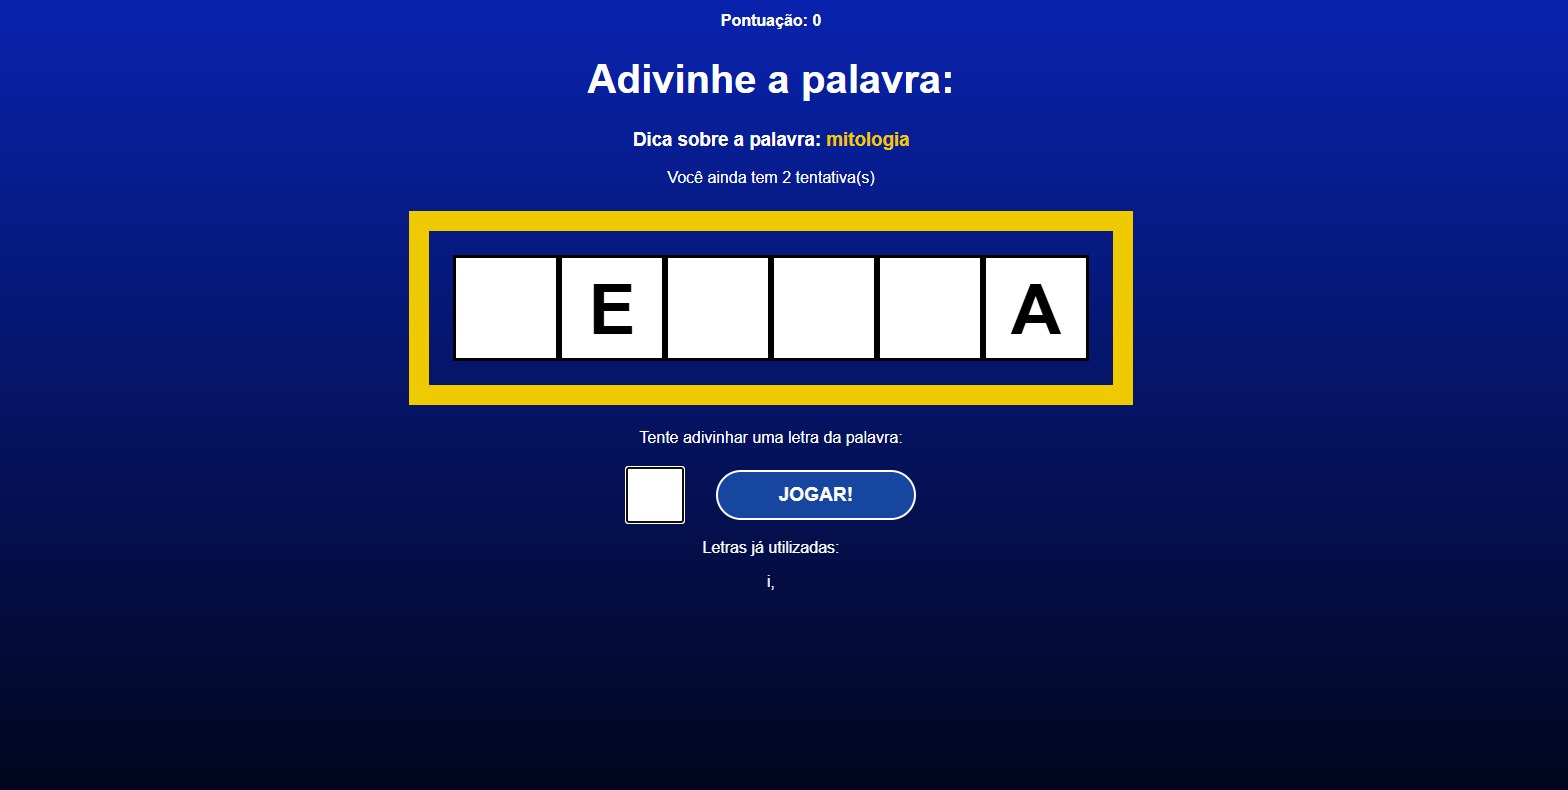 Pontuação: 0
Adivinhe a palavra:
Dica sobre a palavra: mitologia
Você ainda tem 2 tentativa(s)
E A
Tente adivinhar uma letra da palavra:
JOGAR!
Letras já utilizadas:
i,